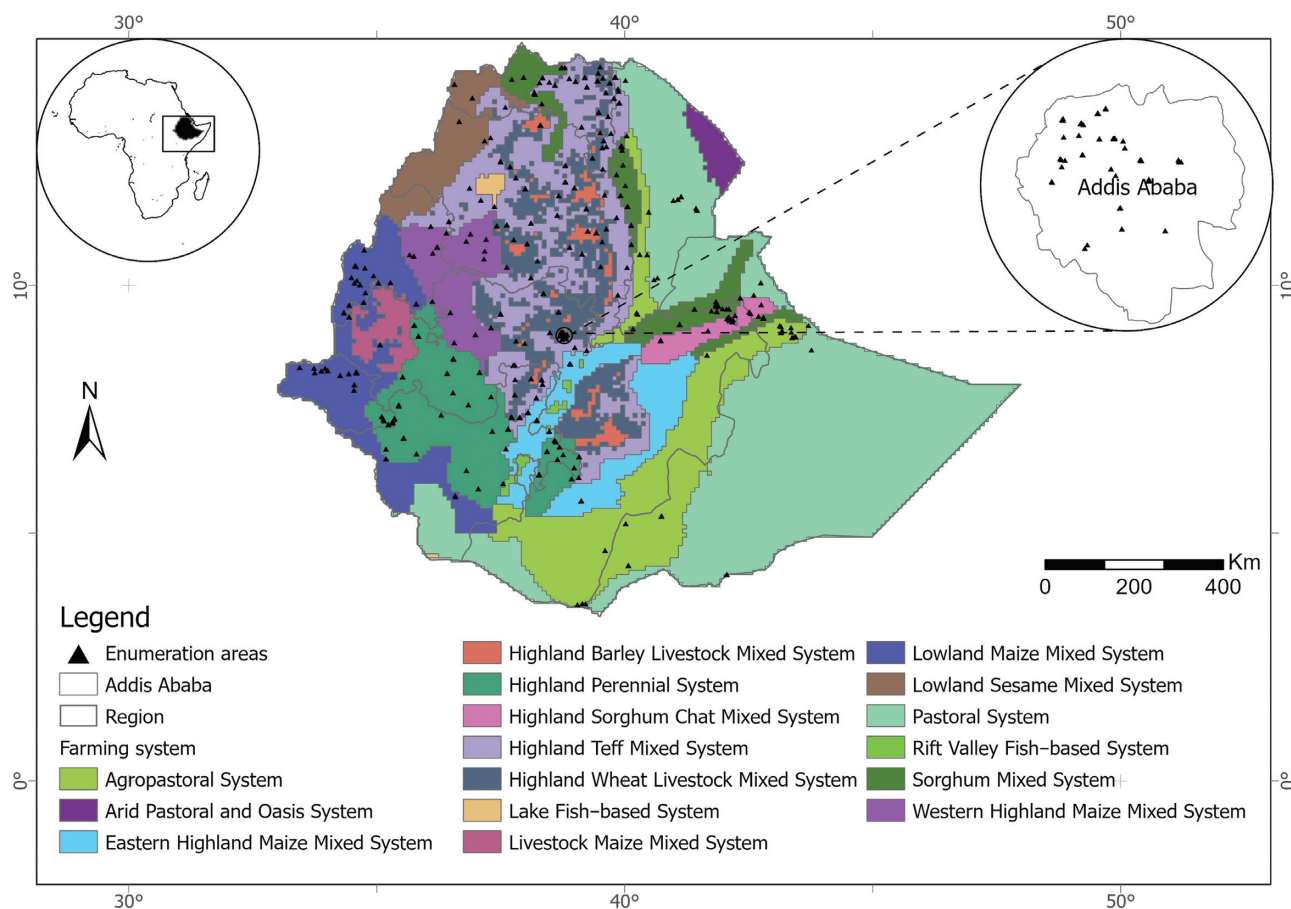 30° 40° 50°
Addis Ababa
10° 10°
N
Km
0 200 400
Legend
Enumeration areas
Addis Ababa
Region
Farming system
Agropastoral System
Arid Pastoral and Oasis System
Eastern Highland Maize Mixed System
Highland Barley Livestock Mixed System
Highland Perennial System
Highland Sorghum Chat Mixed System
Highland Teff Mixed System
Highland Wheat Livestock Mixed System
Lake Fish-based System
Livestock Maize Mixed System
Lowland Maize Mixed System
Lowland Sesame Mixed System
Pastoral System
Rift Valley Fish-based System
Sorghum Mixed System
Western Highland Maize Mixed System
0° 0°
30° 40° 50°